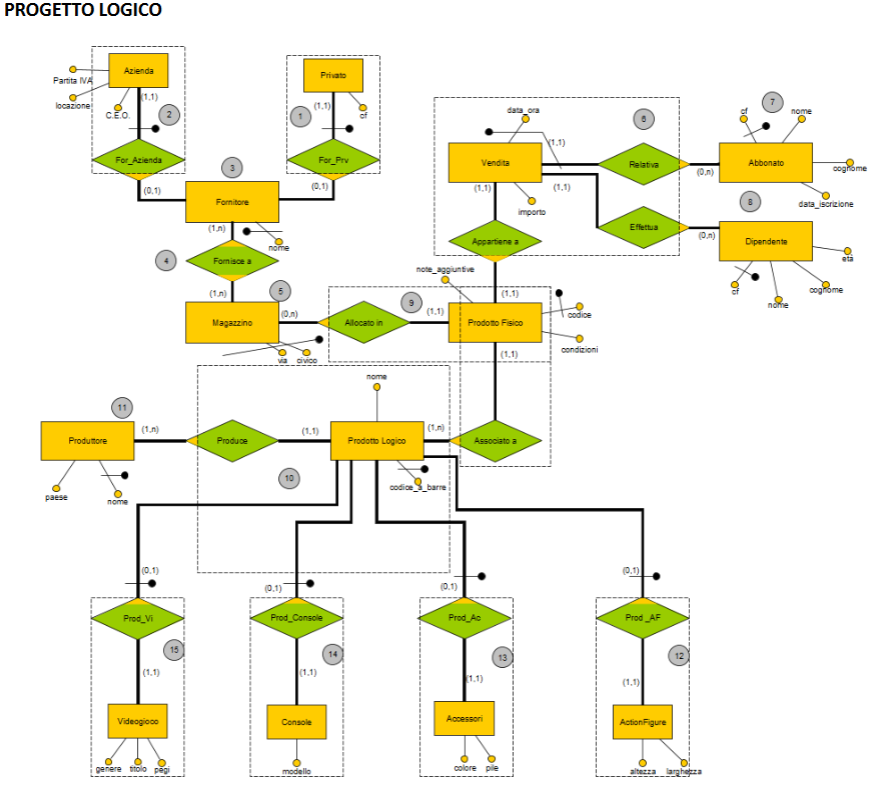 PROGETTO LOGICO
Azienda
Partita IVA
locazione
C.E.O.
(1,1)
2
For_Azienda
(0,1)
Privato
(1,1)
cf
1
For_Prv
(0,1)
3
Fornitore
nome
(1,n)
4
Fornisce a
(1,n)
5
Magazzino
via
civico
(0,n)
9
Allocato in
(1,1)
data_ora
Vendita
(1,1)
(1,1)
(1,1)
importo
6
Relativa
(0,n)
7
cf
nome
Abbonato
cognome
data_iscrizione
Effettua
(0,n)
8
Dipendente
eta
cf
nome
cognome
Appartiene a
(1,1)
note_aggiuntive
Prodotto Fisico
codice
condizioni
(1,1)
Associato a
(1,n)
nome
Prodotto Logico
codice_a_barre
(1,1)
Produce
10
(1,n)
11
Produttore
paese
nome
(0,1)
Prod_Vi
15
(1,1)
Videogioco
genere
titolo
pegi
(0,1)
Prod_Console
14
(1,1)
Console
modello
(0,1)
Prod_Ac
13
(1,1)
Accessori
colore
pile
(0,1)
Prod _AF
12
(1,1)
ActionFigure
altezza
larghezza